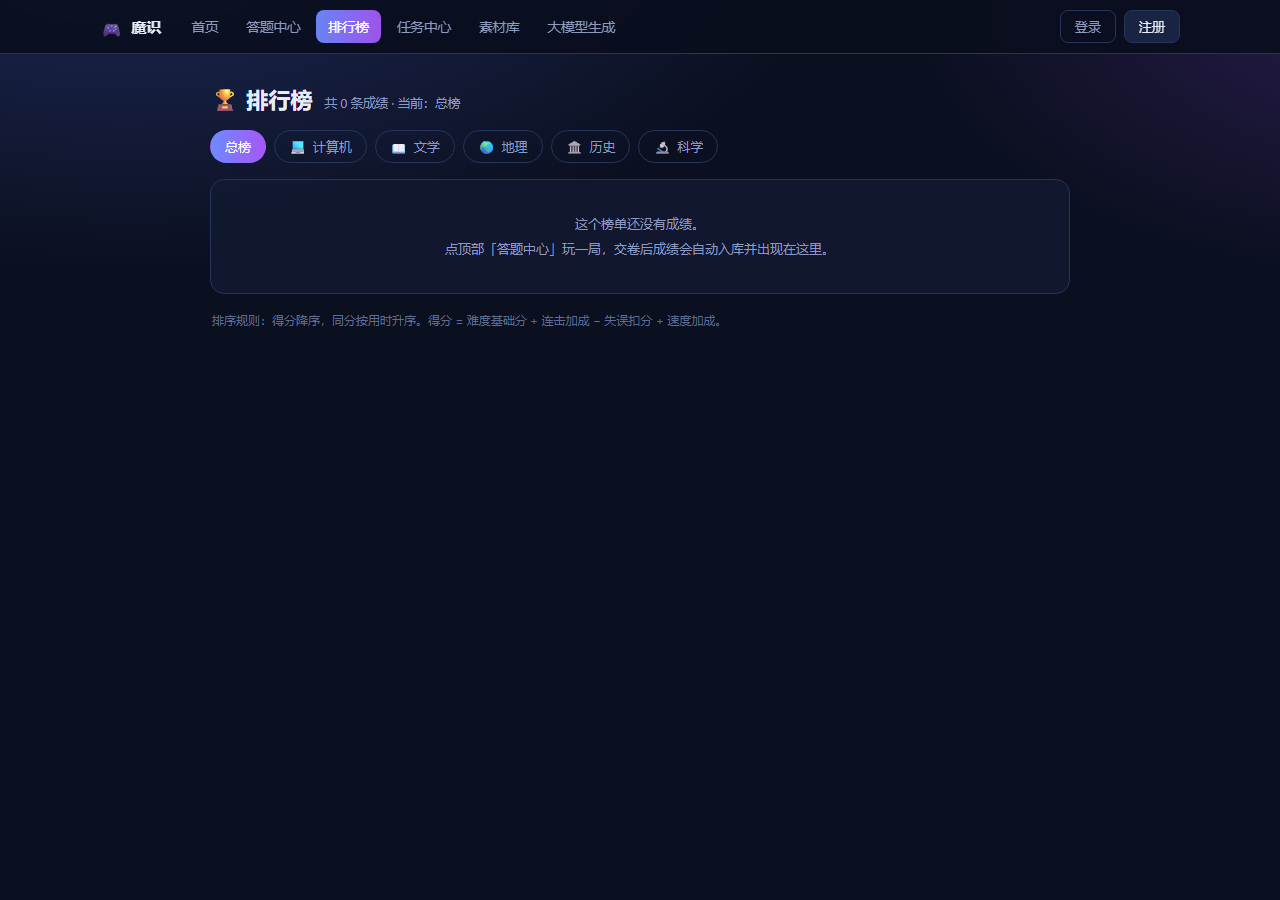 魔识 首页 答题中心 排行榜 任务中心 素材库 大模型生成 登录 注册
排行榜 共 0 条成绩 · 当前：总榜
总榜 计算机 文学 地理 历史 科学
这个榜单还没有成绩。
点顶部「答题中心」玩一局，交卷后成绩会自动入库并出现在这里。
排序规则：得分降序，同分按用时升序。得分 = 难度基础分 + 连击加成 − 失误扣分 + 速度加成。